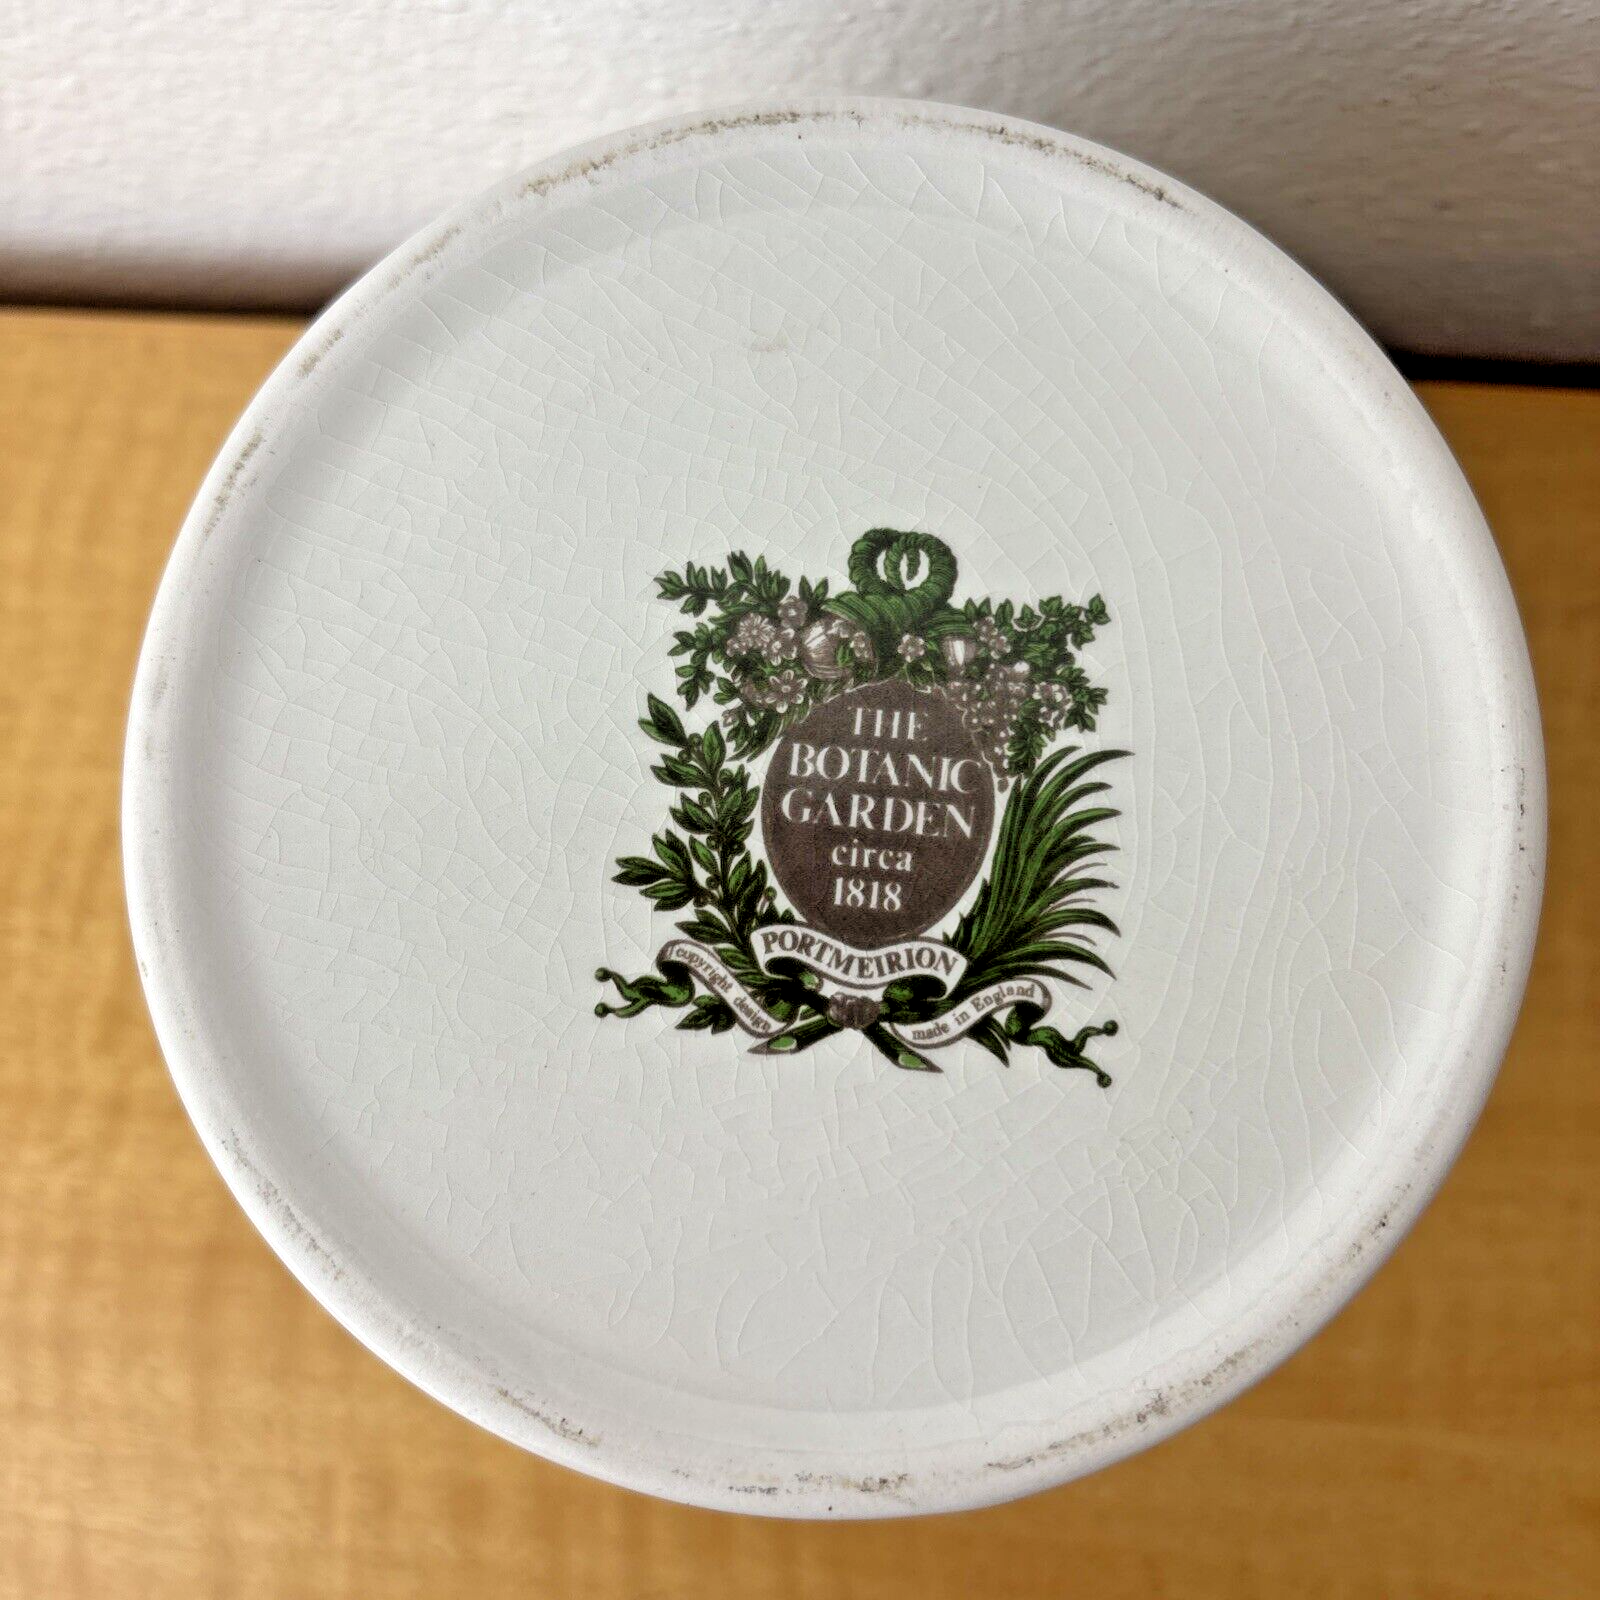 THE
BOTANIC
GARDEN
circa
1818
PORTMEIRION
copyright design
made in England